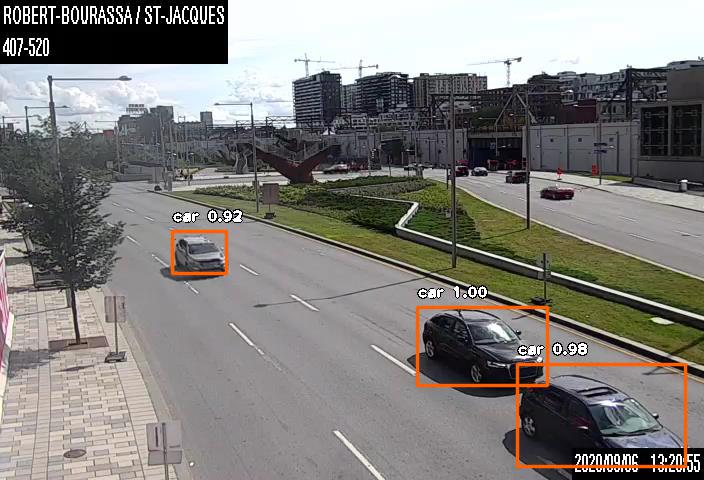 ROBERT-BOURASSA / ST-JACQUES
407-520
car 0.92
car 1.00
car 0.98
2020/09/06 13:20:55